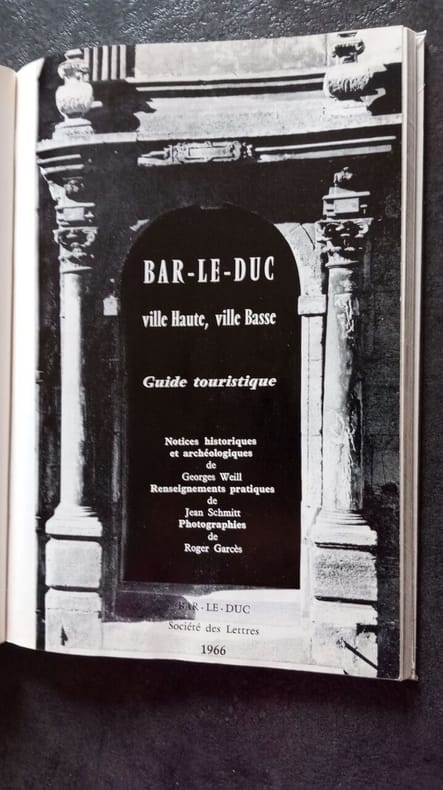 BAR-LE-DUC
ville Haute, ville Basse
Guide touristique
Notices historiques
et archéologiques
de
Georges Weill
Renseignements pratiques
de
Jean Schmitt
Photographies
de
Roger Garcès
BAR-LE-DUC
Société des Lettres
1966